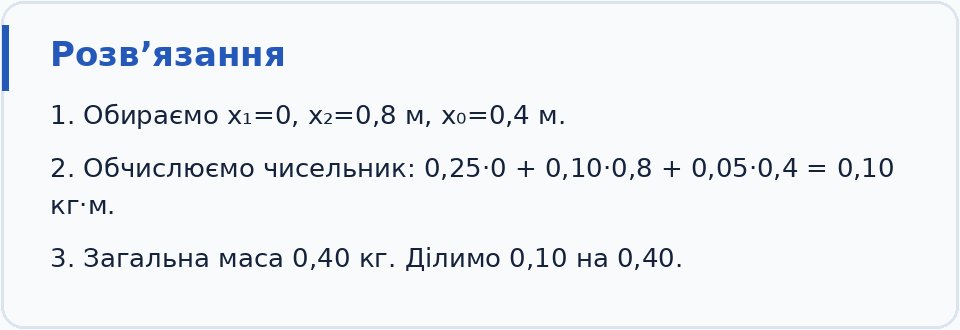 Розв’язання
1. Обираємо x₁=0, x₂=0,8 м, x₀=0,4 м.
2. Обчислюємо чисельник: 0,25·0 + 0,10·0,8 + 0,05·0,4 = 0,10
кг·м.
3. Загальна маса 0,40 кг. Ділимо 0,10 на 0,40.